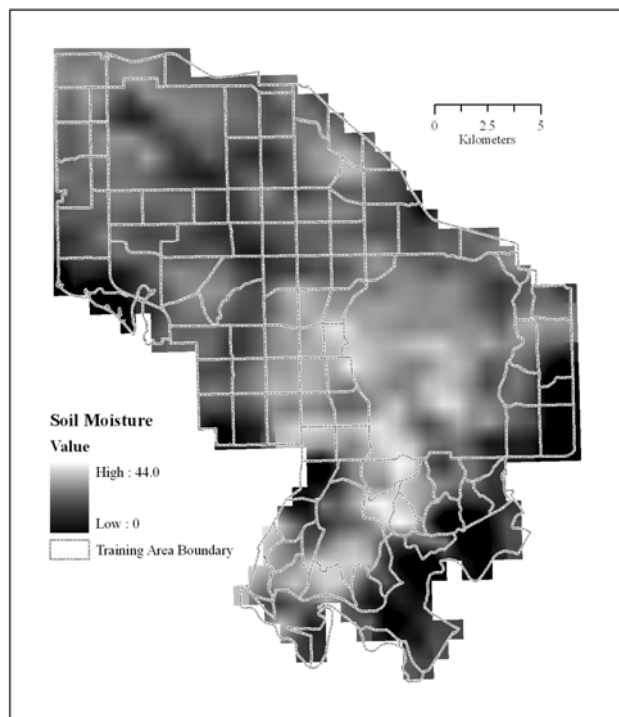 0 2.5 5
Kilometers
Soil Moisture
Value
High : 44.0
Low : 0
Training Area Boundary